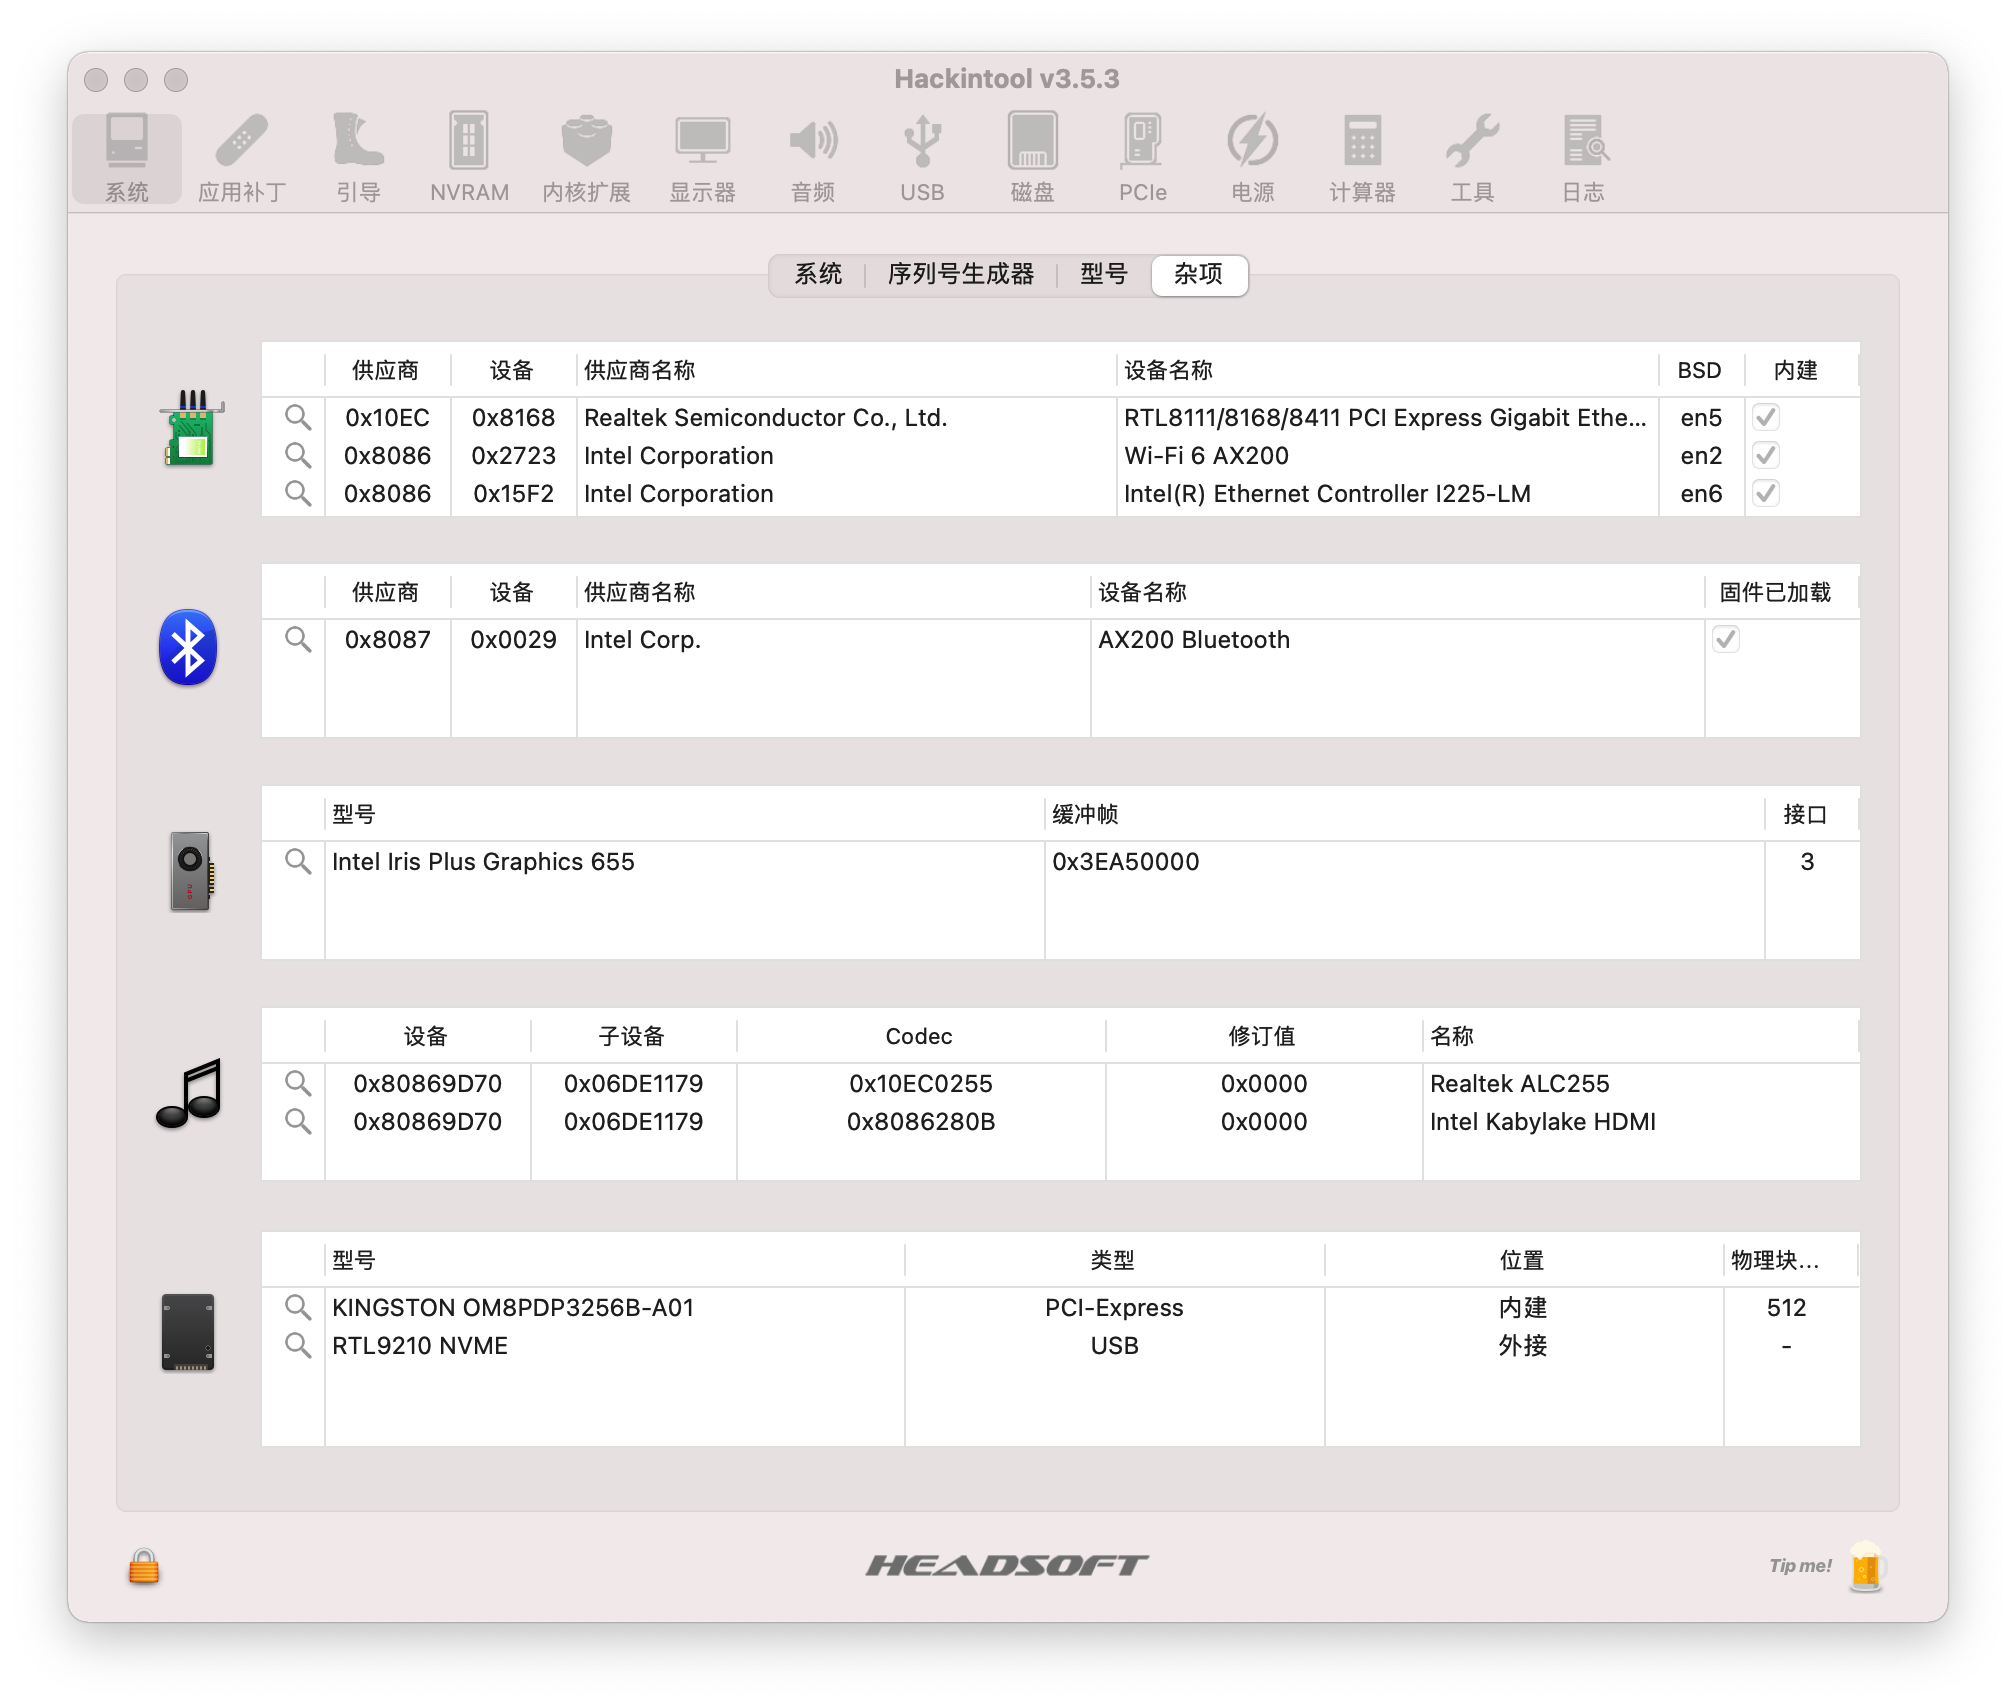 Hackintool v3.5.3
系统 应用补丁 引导 NVRAM 内核扩展 显示器 音频 USB 磁盘 PCIe 电源 计算器 工具 日志
系统 序列号生成器 型号 杂项
供应商 设备 供应商名称 设备名称 BSD 内建
0x10EC 0x8168 Realtek Semiconductor Co., Ltd. RTL8111/8168/8411 PCI Express Gigabit Ethe... en5
0x8086 0x2723 Intel Corporation Wi-Fi 6 AX200 en2
0x8086 0x15F2 Intel Corporation Intel(R) Ethernet Controller I225-LM en6
供应商 设备 供应商名称 设备名称 固件已加载
0x8087 0x0029 Intel Corp. AX200 Bluetooth
型号 缓冲帧 接口
Intel Iris Plus Graphics 655 0x3EA50000 3
设备 子设备 Codec 修订值 名称
0x80869D70 0x06DE1179 0x10EC0255 0x0000 Realtek ALC255
0x80869D70 0x06DE1179 0x8086280B 0x0000 Intel Kabylake HDMI
型号 类型 位置 物理块...
KINGSTON OM8PDP3256B-A01 PCI-Express 内建 512
RTL9210 NVME USB 外接 -
HEADSOFT
Tip me!